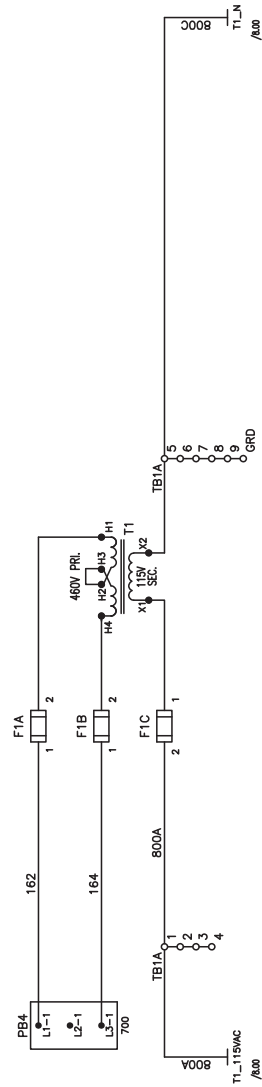 PB4
L1-1
L2-1
L3-1
700
162
164
1
F1A
2
1
F1B
2
460V PRI.
H4
H2
H3
H1
T1
115V
SEC.
X1
X2
2
F1C
1
800A
TB1A
1
2
3
4
800A
T1_115VAC
/8.00
TB1A
5
6
7
8
9
GRD
800C
T1_N
/8.00